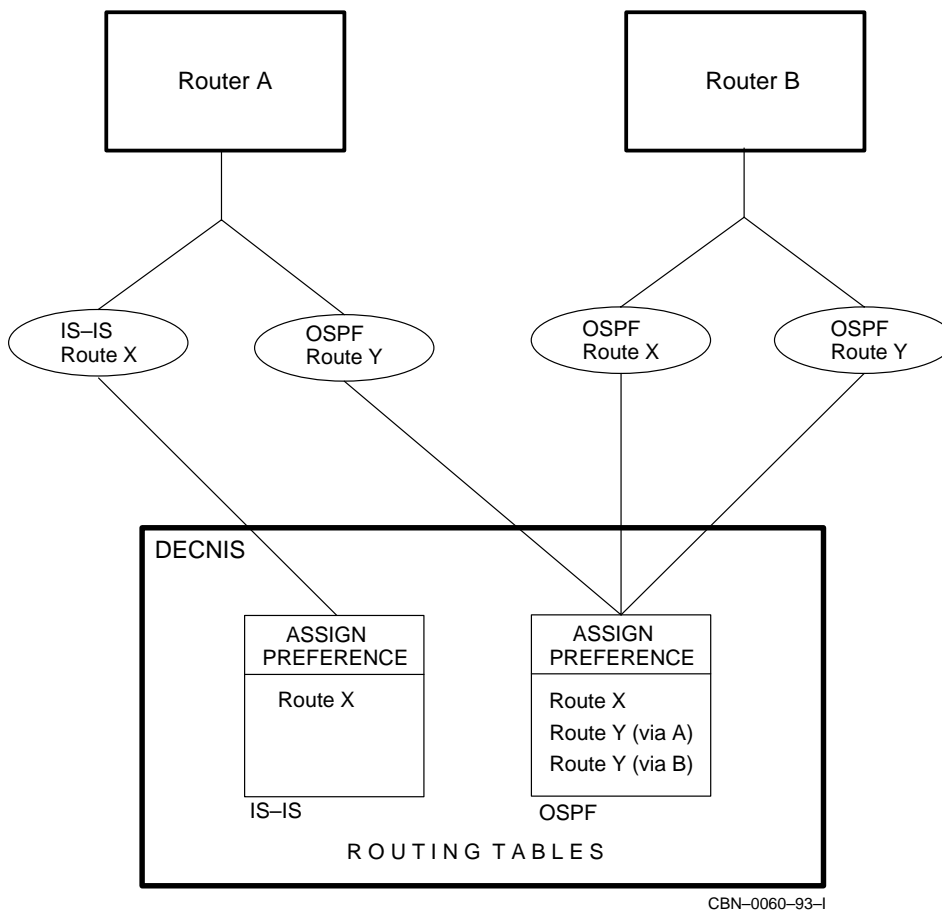 Router A
Router B
IS–IS
Route X
OSPF
Route Y
OSPF
Route X
OSPF
Route Y
DECNIS
ASSIGN
PREFERENCE
Route X
IS–IS
ASSIGN
PREFERENCE
Route X
Route Y (via A)
Route Y (via B)
OSPF
ROUTING TABLES
CBN–0060–93–I